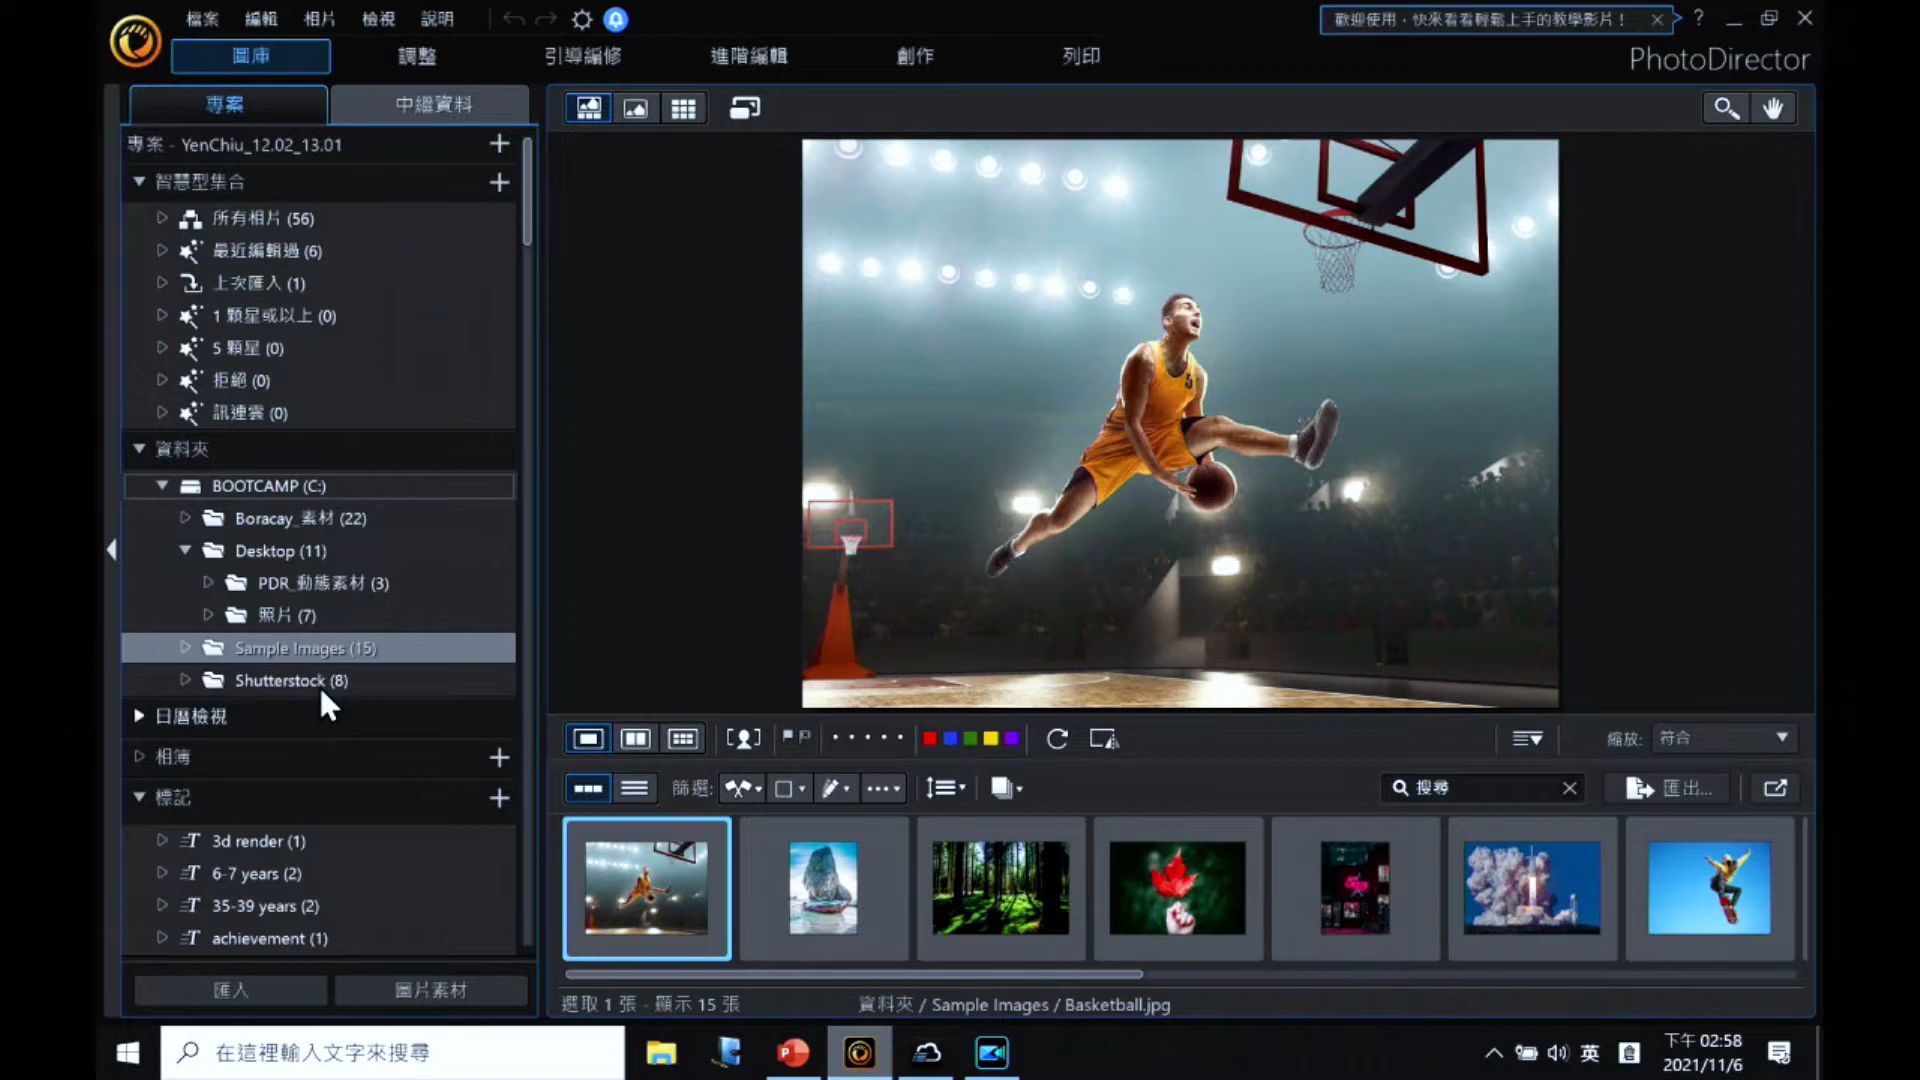 檔案 編輯 相片 檢視 說明
歡迎使用，快來看看輕鬆上手的教學影片！
圖庫 調整 引導編修 進階編輯 創作 列印
PhotoDirector
專案 中繼資料
專案 - YenChiu_12.02_13.01
智慧型集合
所有相片 (56)
最近編輯過 (6)
上次匯入 (1)
1 顆星或以上 (0)
5 顆星 (0)
拒絕 (0)
訊連雲 (0)
資料夾
BOOTCAMP (C:)
Boracay_素材 (22)
Desktop (11)
PDR_動態素材 (3)
照片 (7)
Sample Images (15)
Shutterstock (8)
日曆檢視
相簿
標記
3d render (1)
6-7 years (2)
35-39 years (2)
achievement (1)
匯入 圖片素材
5
縮放: 符合
篩選: 搜尋 匯出...
選取 1 張 - 顯示 15 張 資料夾 / Sample Images / Basketball.jpg
在這裡輸入文字來搜尋
英
下午 02:58
2021/11/6